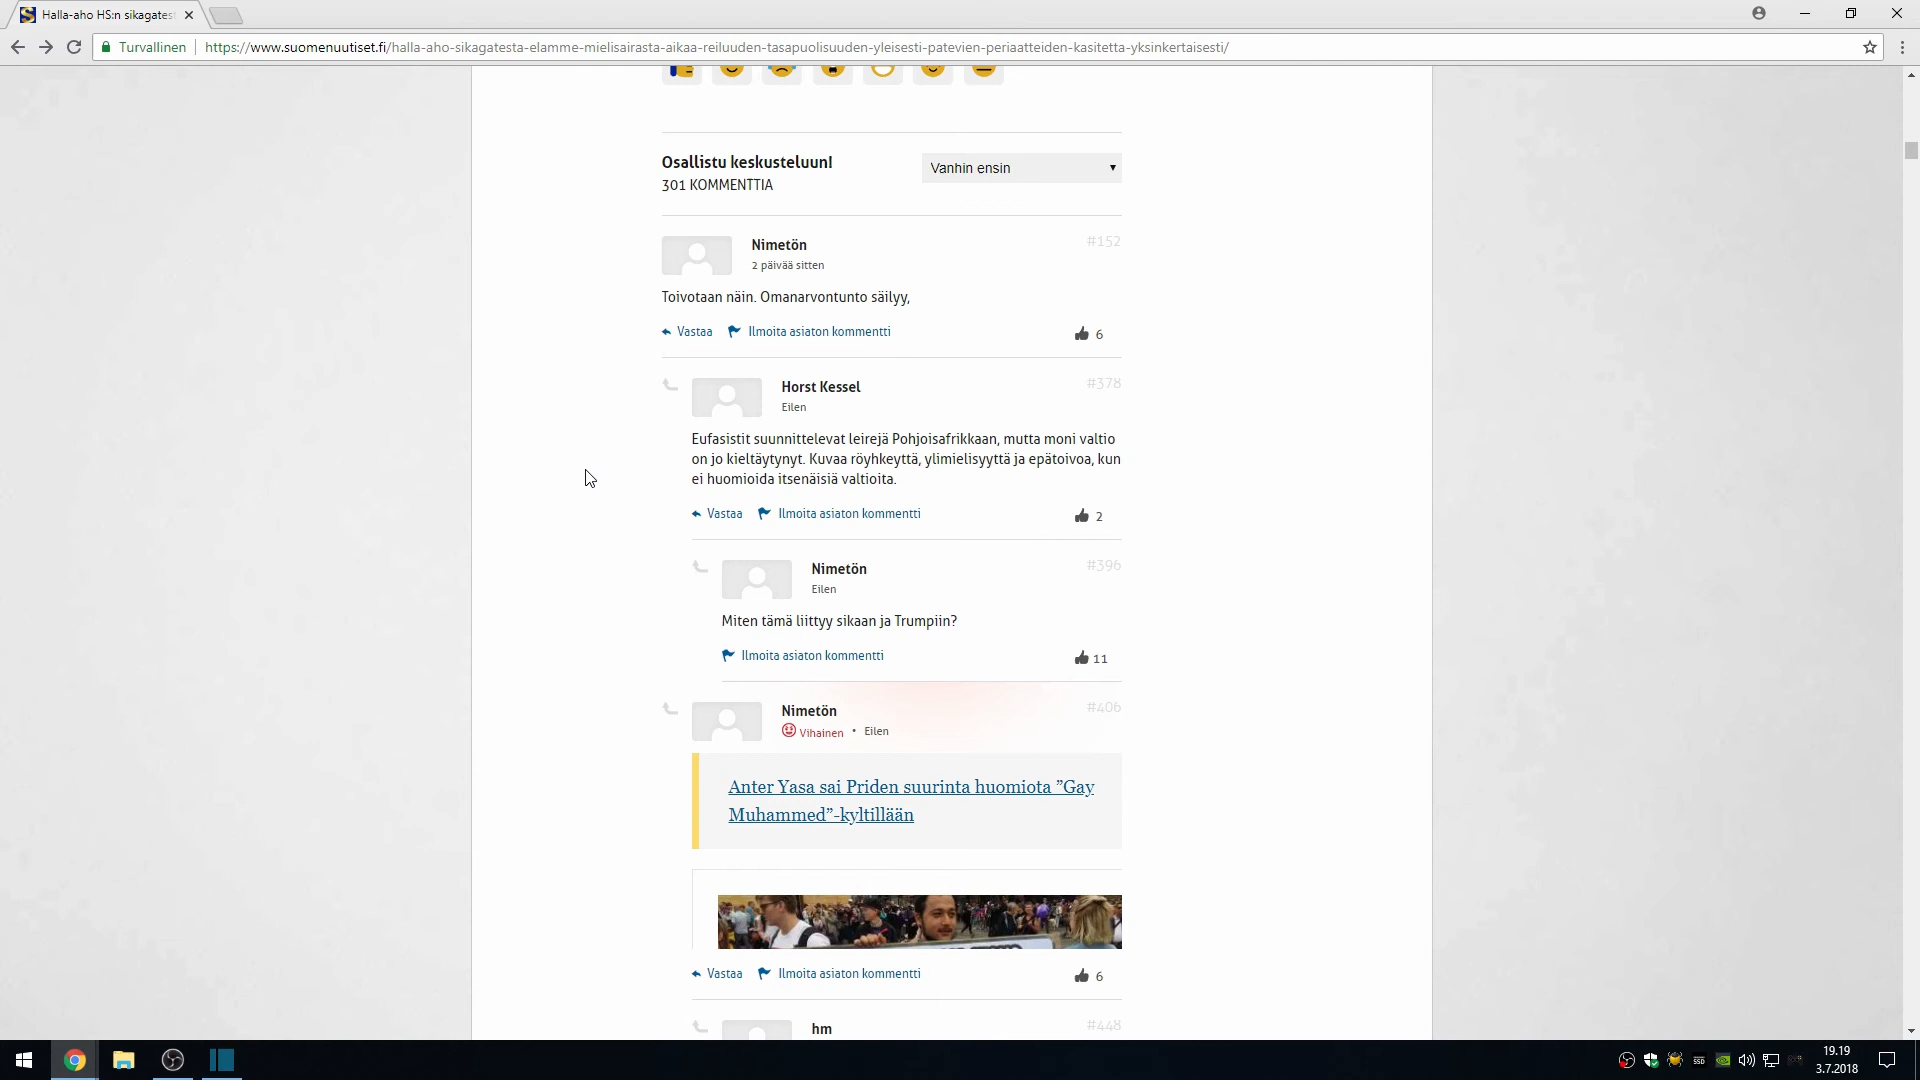 Halla-aho HS:n sikagatest
Turvallinen
https://www.suomenuutiset.fi/halla-aho-sikagatesta-elamme-mielisairasta-aikaa-reiluuden-tasapuolisuuden-yleisesti-patevien-periaatteiden-kasitetta-yksinkertaisesti/
Osallistu keskusteluun!
Vanhin ensin
301 KOMMENTTIA
Nimetön
#152
2 päivää sitten
Toivotaan näin. Omanarvontunto säilyy,
Vastaa Ilmoita asiaton kommentti 6
Horst Kessel
#378
Eilen
Eufasistit suunnittelevat leirejä Pohjoisafrikkaan, mutta moni valtio
on jo kieltäytynyt. Kuvaa röyhkeyttä, ylimielisyyttä ja epätoivoa, kun
ei huomioida itsenäisiä valtioita.
Vastaa Ilmoita asiaton kommentti 2
Nimetön
#396
Eilen
Miten tämä liittyy sikaan ja Trumpiin?
Ilmoita asiaton kommentti 11
Nimetön
#406
Vihainen • Eilen
Anter Yasa sai Priden suurinta huomiota ”Gay
Muhammed”-kyltillään
Vastaa Ilmoita asiaton kommentti 6
hm
#448
SSD
19.19
3.7.2018